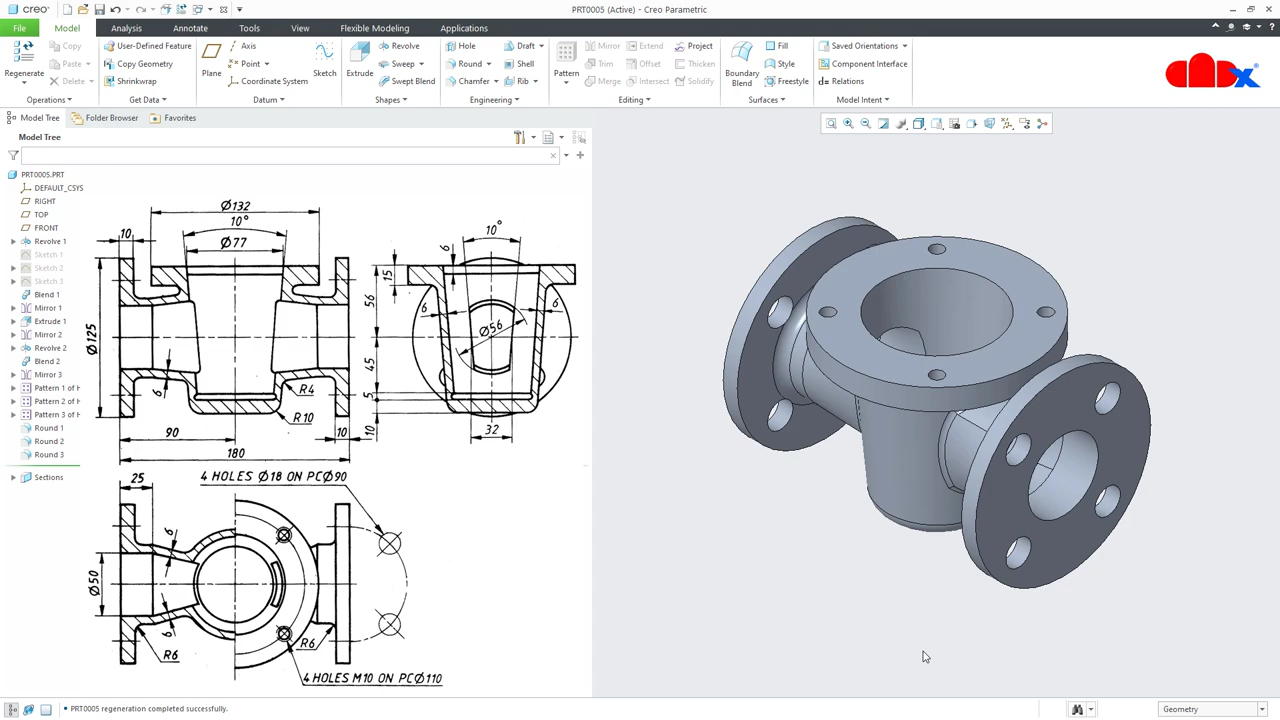 creo
PRT0005 (Active) - Creo Parametric
File Model Analysis Annotate Tools View Flexible Modeling Applications
Regenerate
Copy
Paste
Delete
Operations
User-Defined Feature
Copy Geometry
Shrinkwrap
Get Data
Plane
Axis
Point
Coordinate System
Sketch
Datum
Extrude
Revolve
Sweep
Swept Blend
Shapes
Hole
Round
Chamfer
Draft
Shell
Rib
Engineering
Pattern
Mirror
Trim
Merge
Extend
Offset
Intersect
Project
Thicken
Solidify
Editing
Boundary
Blend
Fill
Style
Freestyle
Surfaces
Saved Orientations
Component Interface
Relations
Model Intent
Model Tree Folder Browser Favorites
Model Tree
PRT0005.PRT
DEFAULT_CSYS
RIGHT
TOP
FRONT
Revolve 1
Sketch 1
Sketch 2
Sketch 3
Blend 1
Mirror 1
Extrude 1
Mirror 2
Revolve 2
Blend 2
Mirror 3
Pattern 1 of H
Pattern 2 of H
Pattern 3 of H
Round 1
Round 2
Round 3
Sections
Ø132
10°
Ø77
10
Ø125
6
R4
R10
90
10
180
10°
6
15
56
6
6
Ø56
45
5
10
32
25
4 HOLES Ø18 ON PCØ90
6
Ø50
6
R6
R6
4 HOLES M10 ON PCØ110
PRT0005 regeneration completed successfully.
Geometry